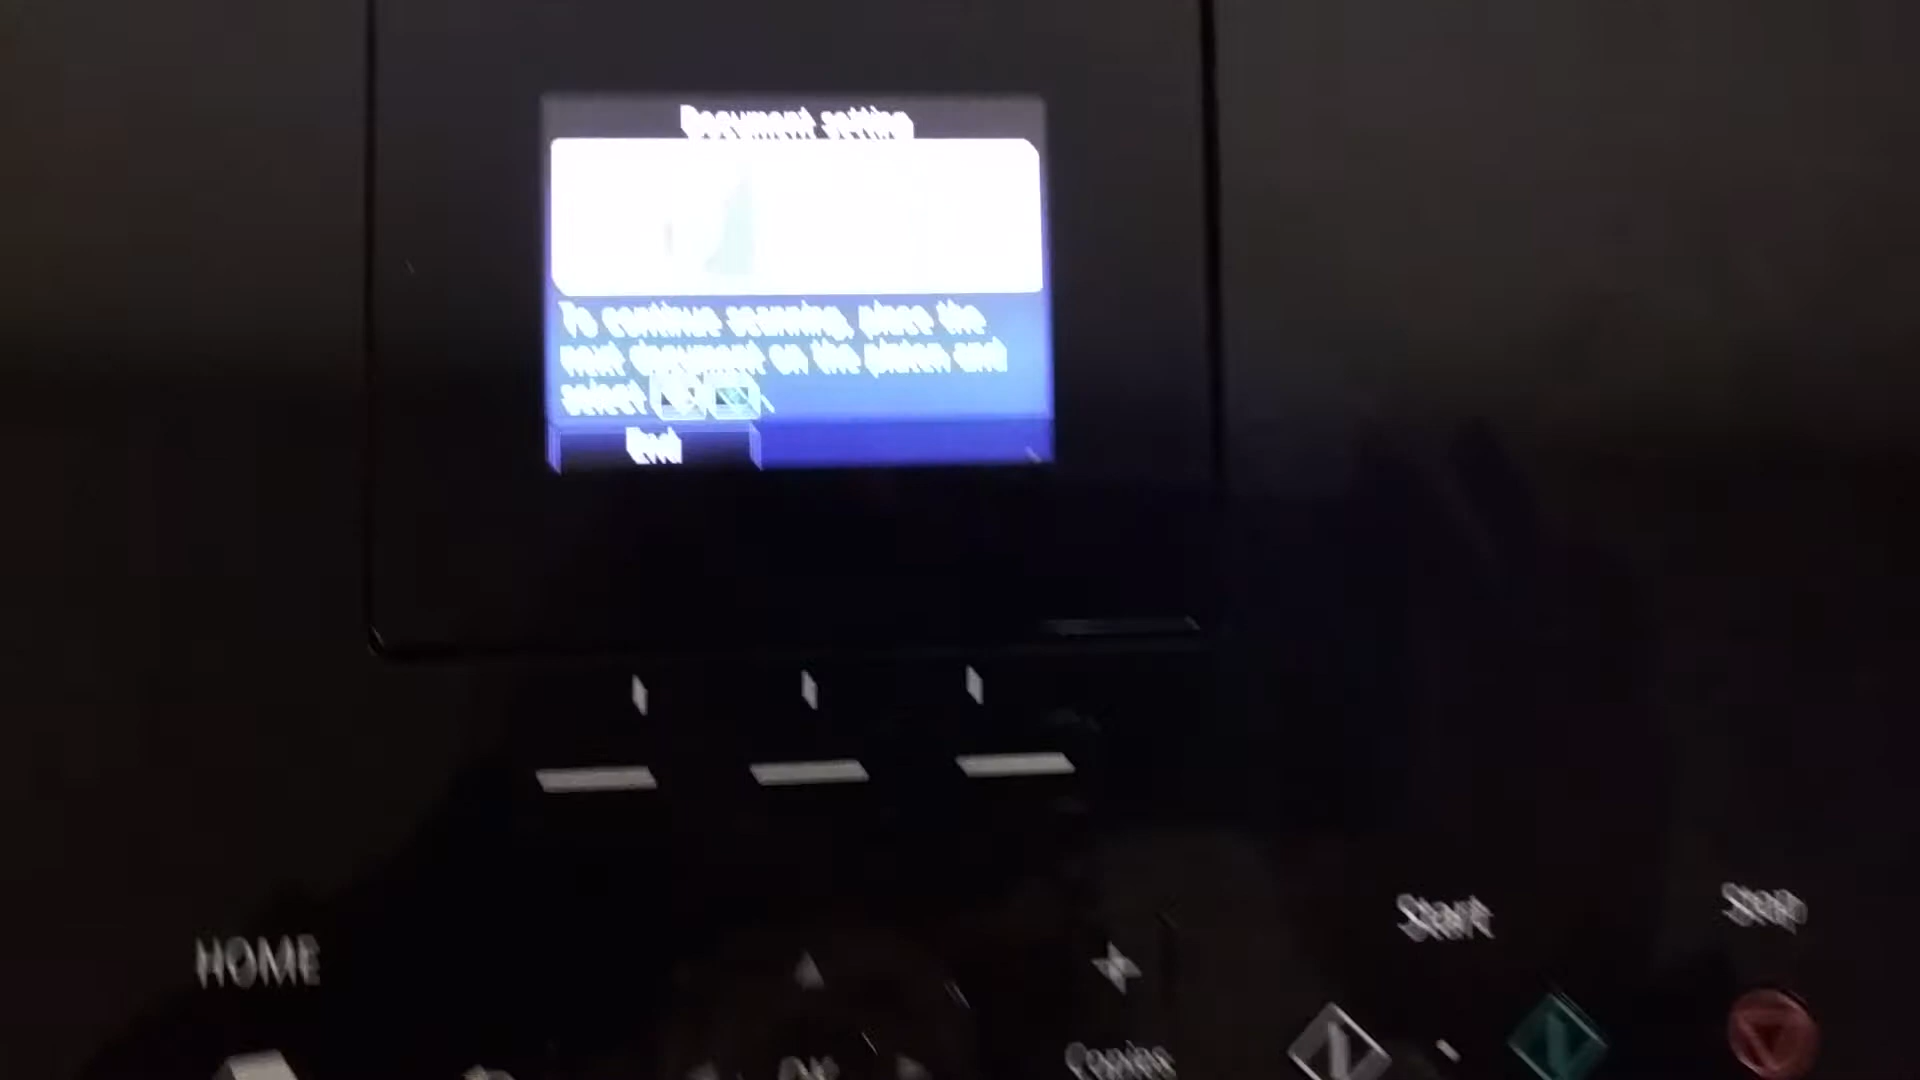 Document setting
To continue scanning, place the
next document on the platen and
select
End
Start
Stop
HOME
Copies
OK